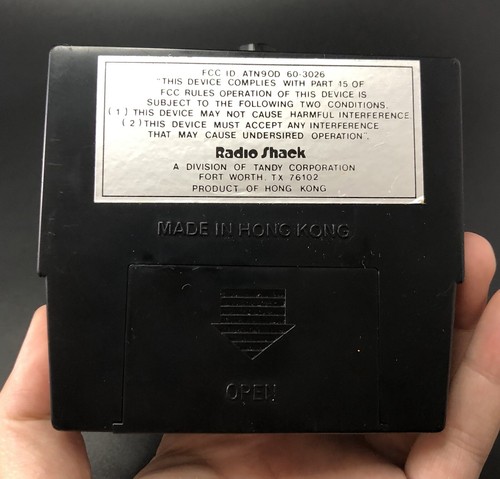 FCC ID ATN90D 60-3026
"THIS DEVICE COMPLIES WITH PART 15 OF
FCC RULES OPERATION OF THIS DEVICE IS
SUBJECT TO THE FOLLOWING TWO CONDITIONS.
(1) THIS DEVICE MAY NOT CAUSE HARMFUL INTERFERENCE
(2) THIS DEVICE MUST ACCEPT ANY INTERFERENCE
THAT MAY CAUSE UNDERSIRED OPERATION".
Radio Shack
A DIVISION OF TANDY CORPORATION
FORT WORTH. TX 76102
PRODUCT OF HONG KONG
MADE IN HONG KONG
OPEN